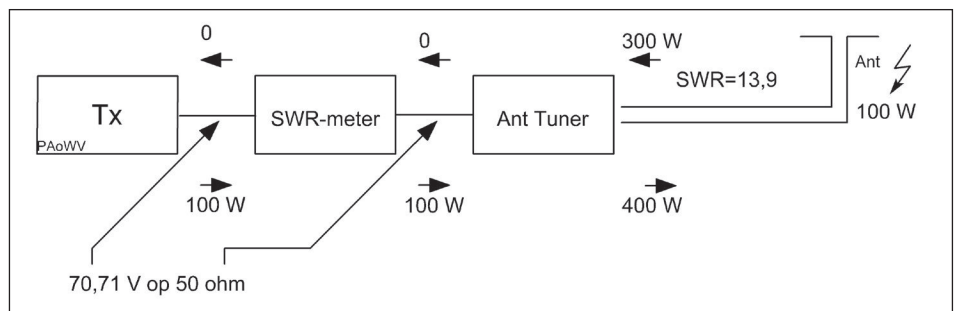 0
0
300 W
SWR=13,9
Ant
100 W
Tx
PAoWV
SWR-meter
Ant Tuner
100 W
100 W
400 W
70,71 V op 50 ohm